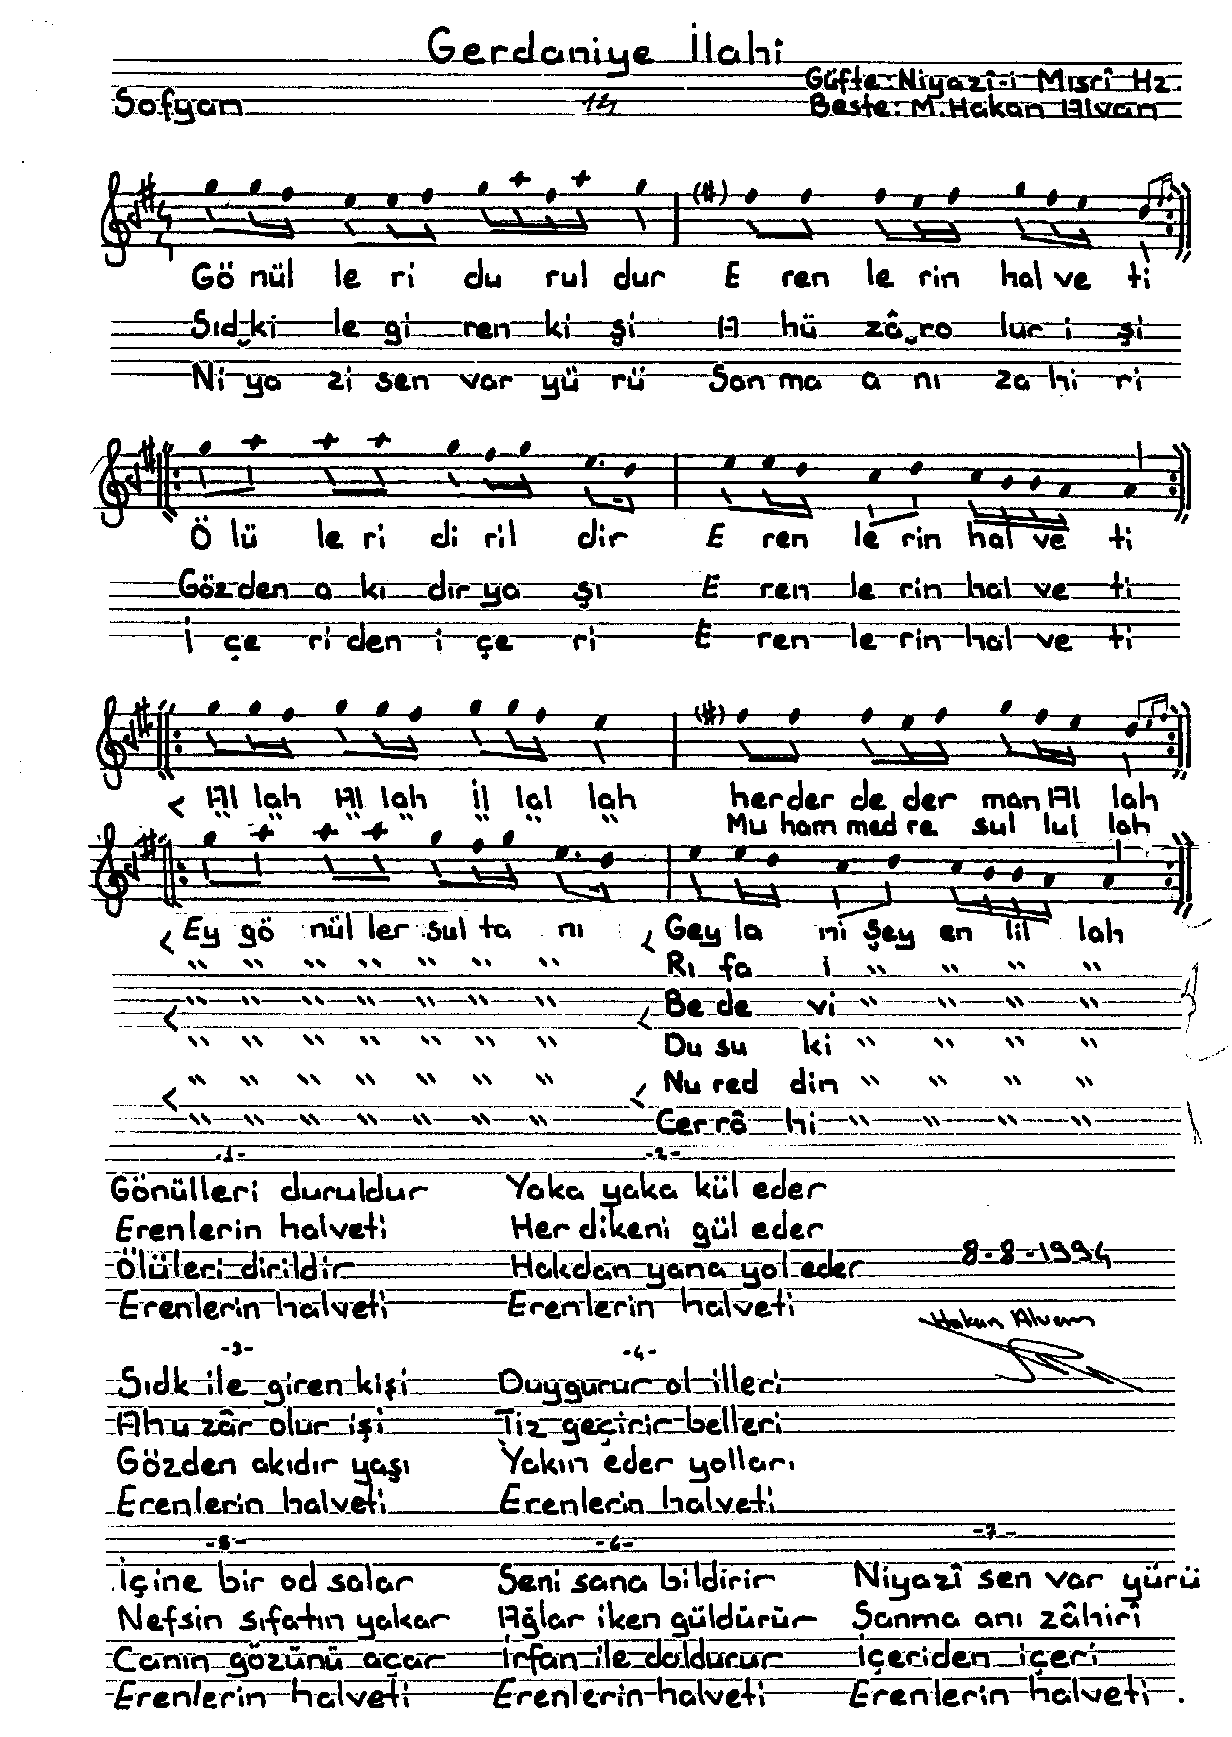 Gerdaniye İlahi
Güfte: Niyazî-i Mısrî Hz.
Sofyan
Beste: M. Hakan Alvan
Gö nül le ri du rul dur E ren le rin hal ve ti
Sıd ki le gi ren ki şi A hü zâ ro lur i şi
Ni ya zi sen var yü rü San ma a nı za hi ri
Ö lü le ri di ril dir E ren le rin hal ve ti
Göz den a kı dır ya şı E ren le rin hal ve ti
İ çe ri den i çe ri E ren le rin hal ve ti
Al lah Al lah il lal lah her der de der man Al lah
" " " " " " " Mu ham med re sul lul lah
Ey gö nül ler sul ta nı Gey la ni şey en lil lah
" " " " " " " Rı fa i " " " "
" " " " " " " Be de vi " " " "
" " " " " " " Du su ki " " " "
" " " " " " " Nu red din " " " "
" " " " " " " Cer râ hi " " " "
-1- -2-
Gönülleri duruldur Yaka yaka kül eder
Erenlerin halveti Her dikeni gül eder
Ölüleri dirildir Hakdan yana yol eder 8-8-1994
Erenlerin halveti Erenlerin halveti
Hakan Alvan
-3- -4-
Sıdk ile giren kişi Duygurur ol illeri
Ahu zâr olur işi Tiz geçirir belleri
Gözden akıdır yaşı Yakın eder yolları
Erenlerin halveti Erenlerin halveti
-5- -6- -7-
İçine bir od salar Seni sana bildirir Niyazî sen var yürü
Nefsin sıfatın yakar Ağlar iken güldürür Sanma anı zâhirî
Canın gözünü açar İrfan ile daldurur İçeriden içeri
Erenlerin halveti Erenlerin halveti Erenlerin halveti.